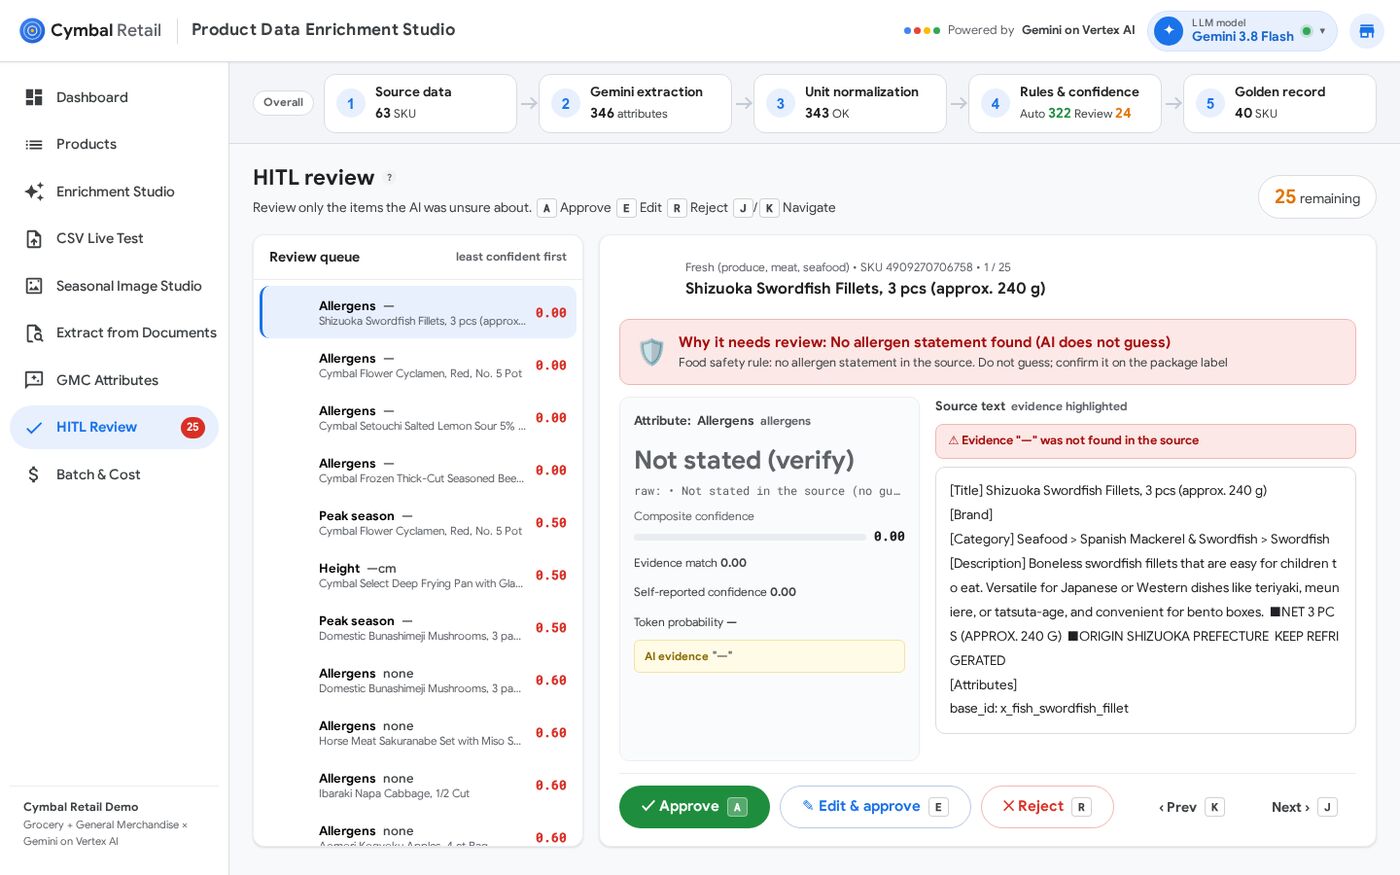 Cymbal Retail
Product Data Enrichment Studio
Powered by Gemini on Vertex AI
LLM model
Gemini 3.8 Flash
Dashboard
Products
Enrichment Studio
CSV Live Test
Seasonal Image Studio
Extract from Documents
GMC Attributes
HITL Review 25
Batch & Cost
Cymbal Retail Demo
Grocery + General Merchandise ×
Gemini on Vertex AI
Overall
1 Source data
63 SKU
2 Gemini extraction
346 attributes
3 Unit normalization
343 OK
4 Rules & confidence
Auto 322 Review 24
5 Golden record
40 SKU
HITL review ?
Review only the items the AI was unsure about. A Approve E Edit R Reject J / K Navigate
25 remaining
Review queue least confident first
Allergens —
Shizuoka Swordfish Fillets, 3 pcs (approx... 0.00
Allergens —
Cymbal Flower Cyclamen, Red, No. 5 Pot 0.00
Allergens —
Cymbal Setouchi Salted Lemon Sour 5% ... 0.00
Allergens —
Cymbal Frozen Thick-Cut Seasoned Bee... 0.00
Peak season —
Cymbal Flower Cyclamen, Red, No. 5 Pot 0.50
Height —cm
Cymbal Select Deep Frying Pan with Gla... 0.50
Peak season —
Domestic Bunashimeji Mushrooms, 3 pa... 0.50
Allergens none
Domestic Bunashimeji Mushrooms, 3 pa... 0.60
Allergens none
Horse Meat Sakuranabe Set with Miso S... 0.60
Allergens none
Ibaraki Napa Cabbage, 1/2 Cut 0.60
Allergens none
0.60
Fresh (produce, meat, seafood) • SKU 4909270706758 • 1 / 25
Shizuoka Swordfish Fillets, 3 pcs (approx. 240 g)
Why it needs review: No allergen statement found (AI does not guess)
Food safety rule: no allergen statement in the source. Do not guess; confirm it on the package label
Attribute: Allergens allergens
Not stated (verify)
raw: • Not stated in the source (no gu…
Composite confidence
0.00
Evidence match 0.00
Self-reported confidence 0.00
Token probability —
AI evidence "—"
Source text evidence highlighted
⚠ Evidence "—" was not found in the source
[Title] Shizuoka Swordfish Fillets, 3 pcs (approx. 240 g)
[Brand]
[Category] Seafood > Spanish Mackerel & Swordfish > Swordfish
[Description] Boneless swordfish fillets that are easy for children t
o eat. Versatile for Japanese or Western dishes like teriyaki, meun
iere, or tatsuta-age, and convenient for bento boxes. ■NET 3 PC
S (APPROX. 240 G) ■ORIGIN SHIZUOKA PREFECTURE KEEP REFRI
GERATED
[Attributes]
base_id: x_fish_swordfish_fillet
✓ Approve A
✎ Edit & approve E
✕ Reject R
‹ Prev K
Next › J